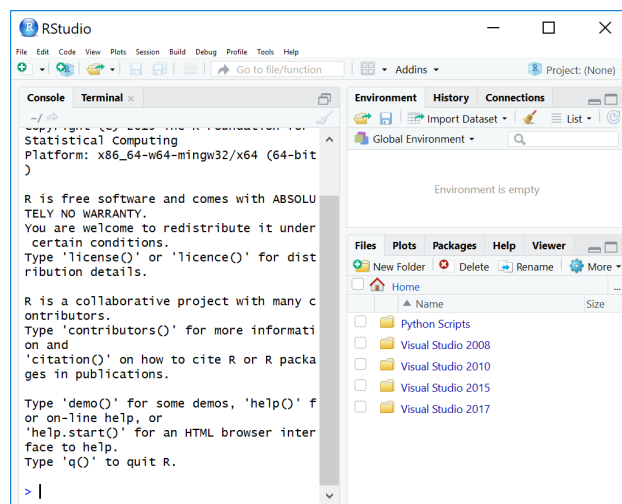 RStudio
File Edit Code View Plots Session Build Debug Profile Tools Help
Go to file/function Addins Project: (None)
Console Terminal
~/
Statistical Computing
Platform: x86_64-w64-mingw32/x64 (64-bit
)
R is free software and comes with ABSOLU
TELY NO WARRANTY.
You are welcome to redistribute it under
certain conditions.
Type 'license()' or 'licence()' for dist
ribution details.
R is a collaborative project with many c
ontributors.
Type 'contributors()' for more informati
on and
'citation()' on how to cite R or R packa
ges in publications.
Type 'demo()' for some demos, 'help()' f
or on-line help, or
'help.start()' for an HTML browser inter
face to help.
Type 'q()' to quit R.
>
Environment History Connections
Import Dataset List
Global Environment
Environment is empty
Files Plots Packages Help Viewer
New Folder Delete Rename More
Home ...
Name Size
Python Scripts
Visual Studio 2008
Visual Studio 2010
Visual Studio 2015
Visual Studio 2017